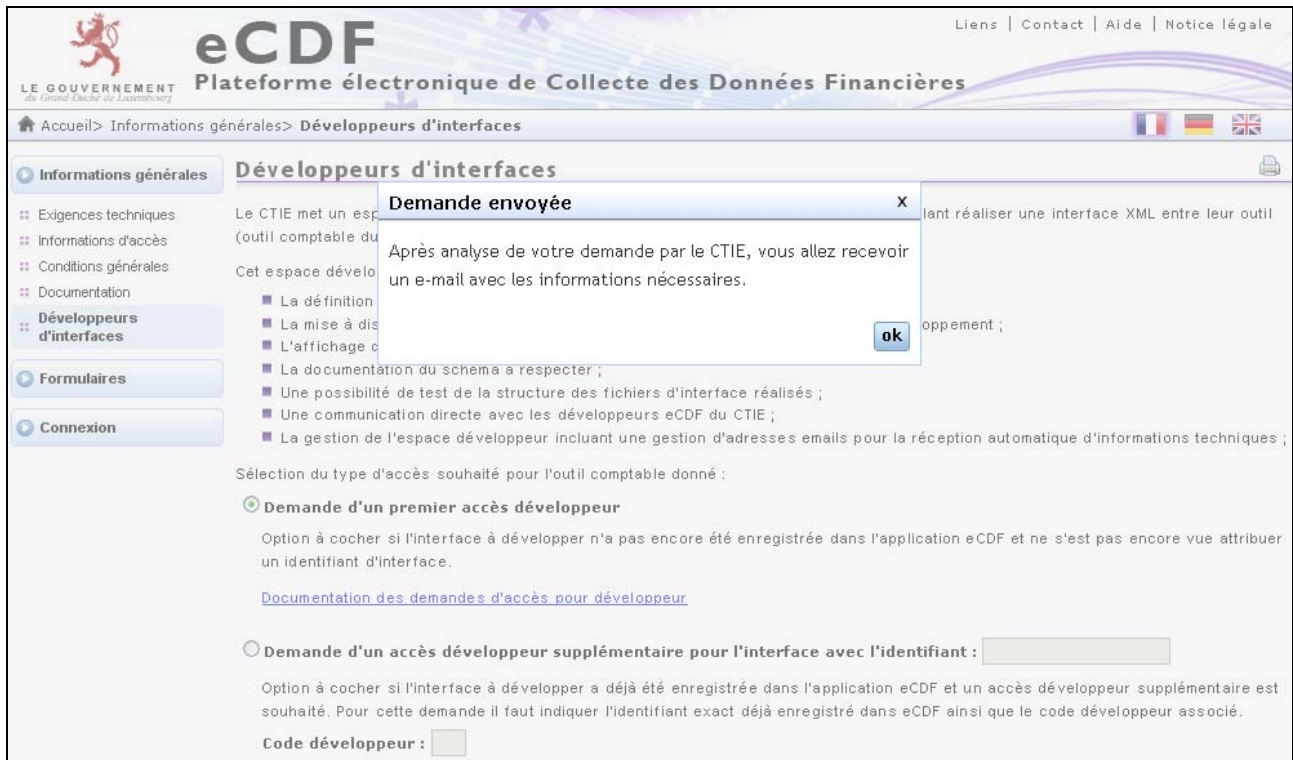 Liens | Contact | Aide | Notice légale
eCDF
Plateforme électronique de Collecte des Données Financières
LE GOUVERNEMENT
du Grand-Duché de Luxembourg
Accueil> Informations générales> Développeurs d'interfaces
Informations générales
Exigences techniques
Informations d'accès
Conditions générales
Documentation
Développeurs
d'interfaces
Formulaires
Connexion
Développeurs d'interfaces
Le CTIE met un esp
lant réaliser une interface XML entre leur outil
(outil comptable du
Cet espace dévelo
La définition
La mise à dis
oppement ;
L'affichage c
La documentation du schema a respecter ;
Une possibilité de test de la structure des fichiers d'interface réalisés ;
Une communication directe avec les développeurs eCDF du CTIE ;
La gestion de l'espace développeur incluant une gestion d'adresses emails pour la réception automatique d'informations techniques ;
Demande envoyée x
Après analyse de votre demande par le CTIE, vous allez recevoir
un e-mail avec les informations nécessaires.
ok
Sélection du type d'accès souhaité pour l'outil comptable donné :
Demande d'un premier accès développeur
Option à cocher si l'interface à développer n'a pas encore été enregistrée dans l'application eCDF et ne s'est pas encore vue attribuer
un identifiant d'interface.
Documentation des demandes d'accès pour développeur
Demande d'un accès développeur supplémentaire pour l'interface avec l'identifiant :
Option à cocher si l'interface à développer a déjà été enregistrée dans l'application eCDF et un accès développeur supplémentaire est
souhaité. Pour cette demande il faut indiquer l'identifiant exact déjà enregistré dans eCDF ainsi que le code développeur associé.
Code développeur :